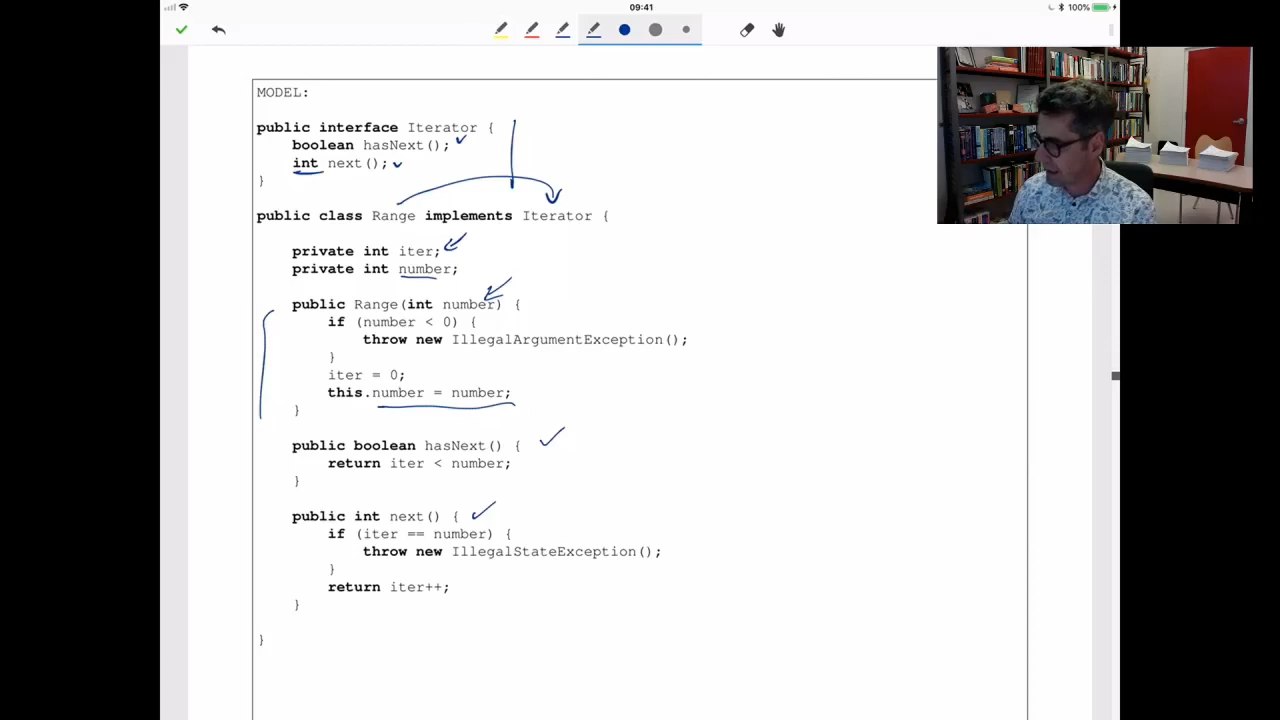 09:41
100%
MODEL:
public interface Iterator {
boolean hasNext();
int next();
}
public class Range implements Iterator {
private int iter;
private int number;
public Range(int number) {
if (number < 0) {
throw new IllegalArgumentException();
}
iter = 0;
this.number = number;
}
public boolean hasNext() {
return iter < number;
}
public int next() {
if (iter == number) {
throw new IllegalStateException();
}
return iter++;
}
}